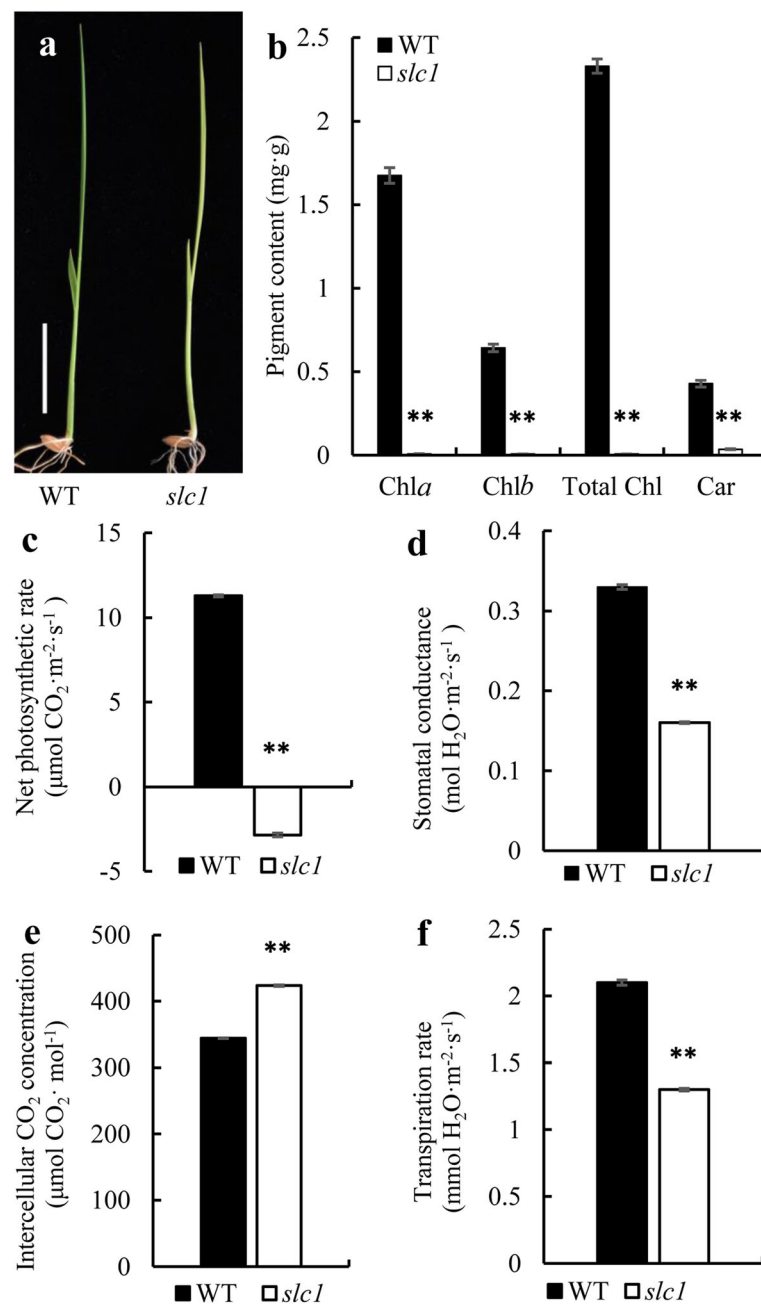 a
WT
slc1
b
WT
slc1
Pigment content (mg·g)
2.5
2
1.5
1
0.5
0
**
**
**
**
Chla
Chlb
Total Chl
Car
c
Net photosynthetic rate
(μmol CO₂·m⁻²·s⁻¹ )
15
11
10
5
0
-5
**
WT
slc1
d
Stomatal conductance
(mol H₂O·m⁻²·s⁻¹ )
0.4
0.3
0.2
0.1
0
**
WT
slc1
e
Intercellular CO₂ concentration
(μmol CO₂· mol⁻¹)
500
400
300
200
100
0
**
WT
slc1
f
Transpiration rate
(mmol H₂O·m⁻²·s⁻¹)
2.5
2
1.5
1
0.5
0
**
WT
slc1